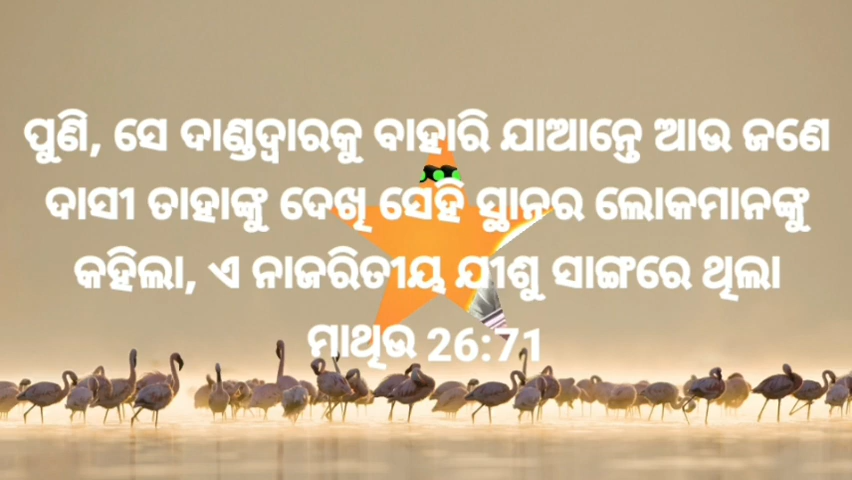 ପୁଣି, ସେ ଦାଣ୍ଡଦ୍ୱାରକୁ ବାହାରି ଯାଆନ୍ତେ ଆଉ ଜଣେ
ଦାସୀ ତାହାଙ୍କୁ ଦେଖି ସେହି ସ୍ଥାନର ଲୋକମାନଙ୍କୁ
କହିଲା, ଏ ନାଜରିତୀୟ ଯୀଶୁ ସାଙ୍ଗରେ ଥିଲା
ମାଥିଉ 26:71